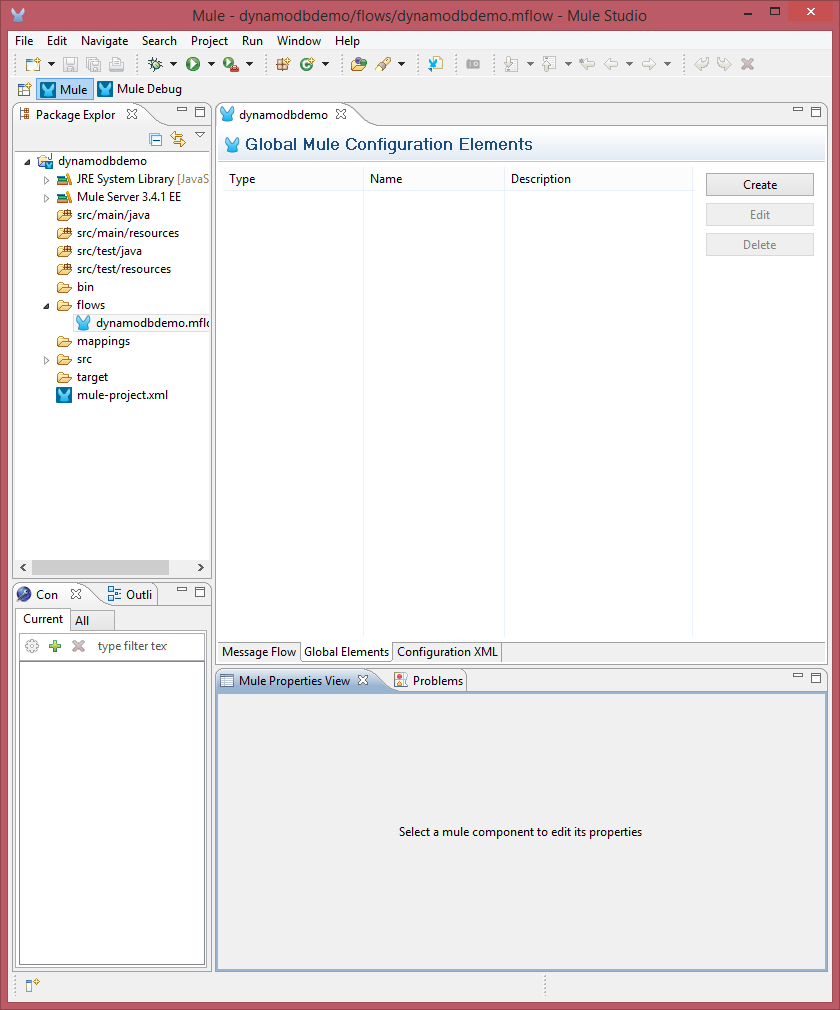 Mule - dynamodbdemo/flows/dynamodbdemo.mflow - Mule Studio
File Edit Navigate Search Project Run Window Help
Mule Mule Debug
Package Explor
dynamodbdemo
JRE System Library [JavaS
Mule Server 3.4.1 EE
src/main/java
src/main/resources
src/test/java
src/test/resources
bin
flows
dynamodbdemo.mflo
mappings
src
target
mule-project.xml
Con Outli
Current All
type filter tex
dynamodbdemo
Global Mule Configuration Elements
Type Name Description
Create
Edit
Delete
Message Flow Global Elements Configuration XML
Mule Properties View Problems
Select a mule component to edit its properties